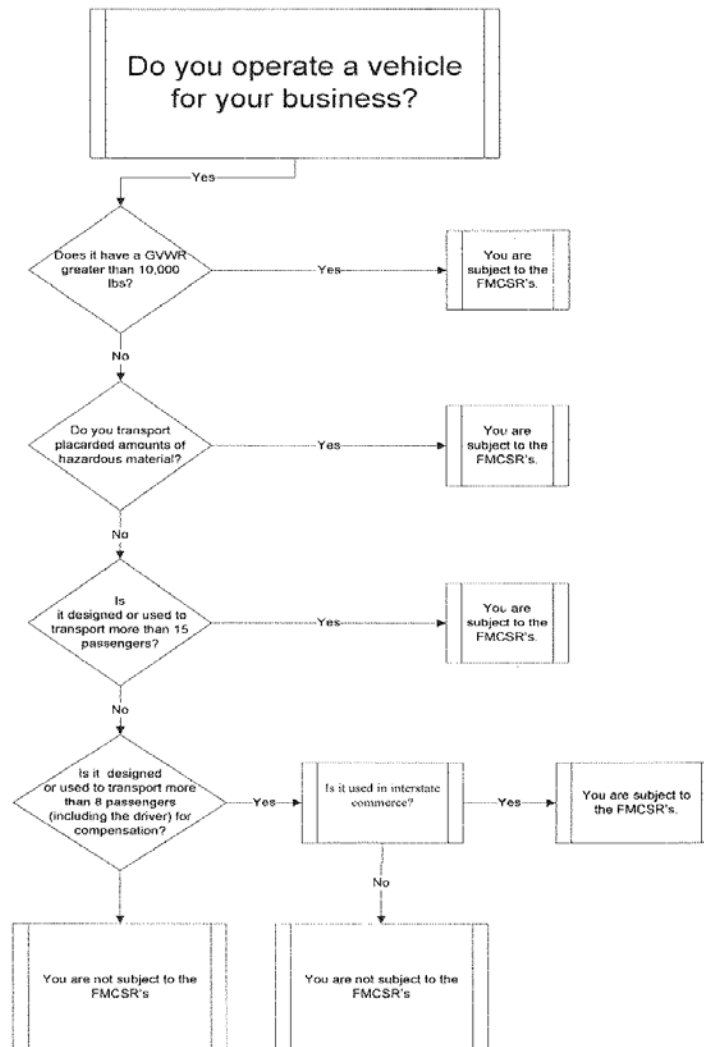 Do you operate a vehicle
for your business?
Yes
Does it have a GVWR
greater than 10,000
lbs?
Yes
You are
subject to the
FMCSR's.
No
Do you transport
placarded amounts of
hazardous material?
Yes
You are
subject to the
FMCSR's.
No
Is
it designed or used to
transport more than 15
passengers?
Yes
You are
subject to the
FMCSR's.
No
Is it designed
or used to transport more
than 8 passengers
(including the driver) for
compensation?
Yes
Is it used in interstate
commerce?
Yes
You are subject to
the FMCSR's.
No
You are not subject to the
FMCSR's
You are not subject to the
FMCSR's